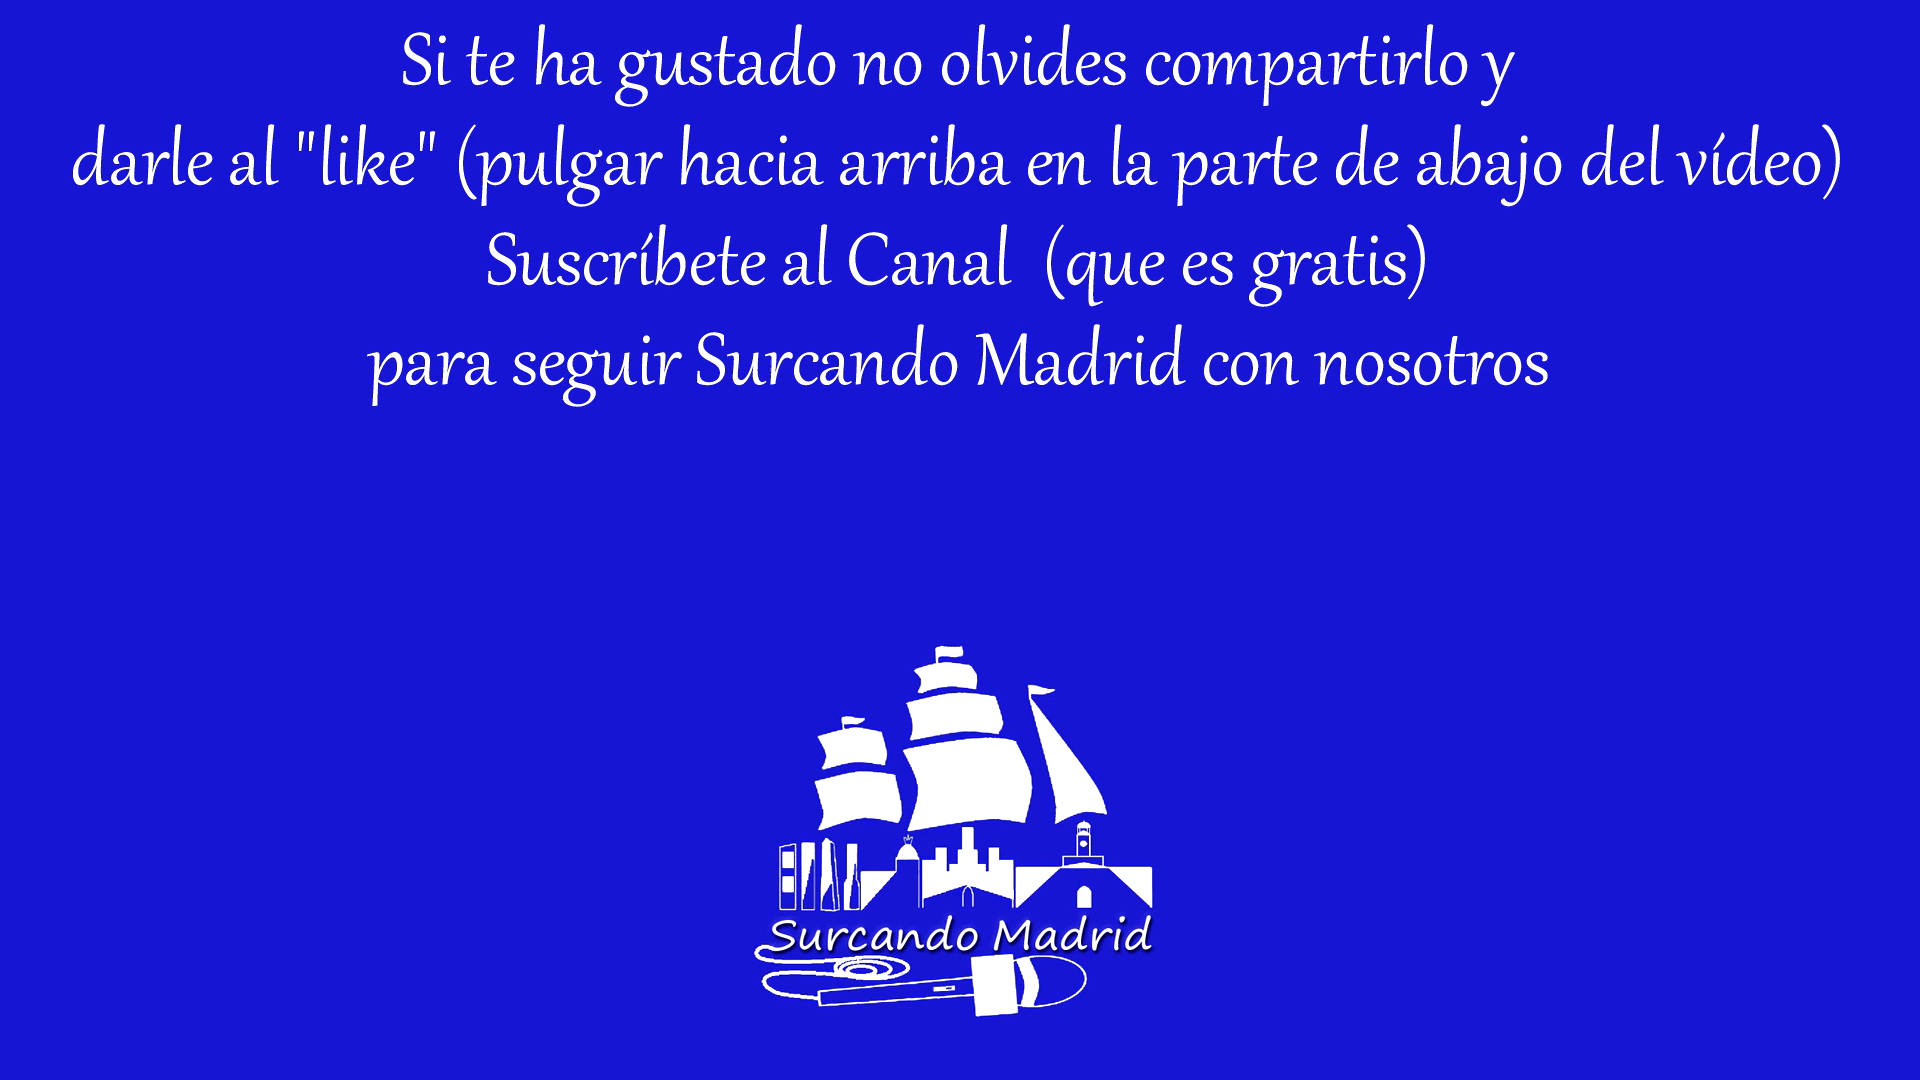 Si te ha gustado no olvides compartirlo y
darle al "like" (pulgar hacia arriba en la parte de abajo del vídeo)
Suscríbete al Canal  (que es gratis)
para seguir Surcando Madrid con nosotros
Surcando Madrid